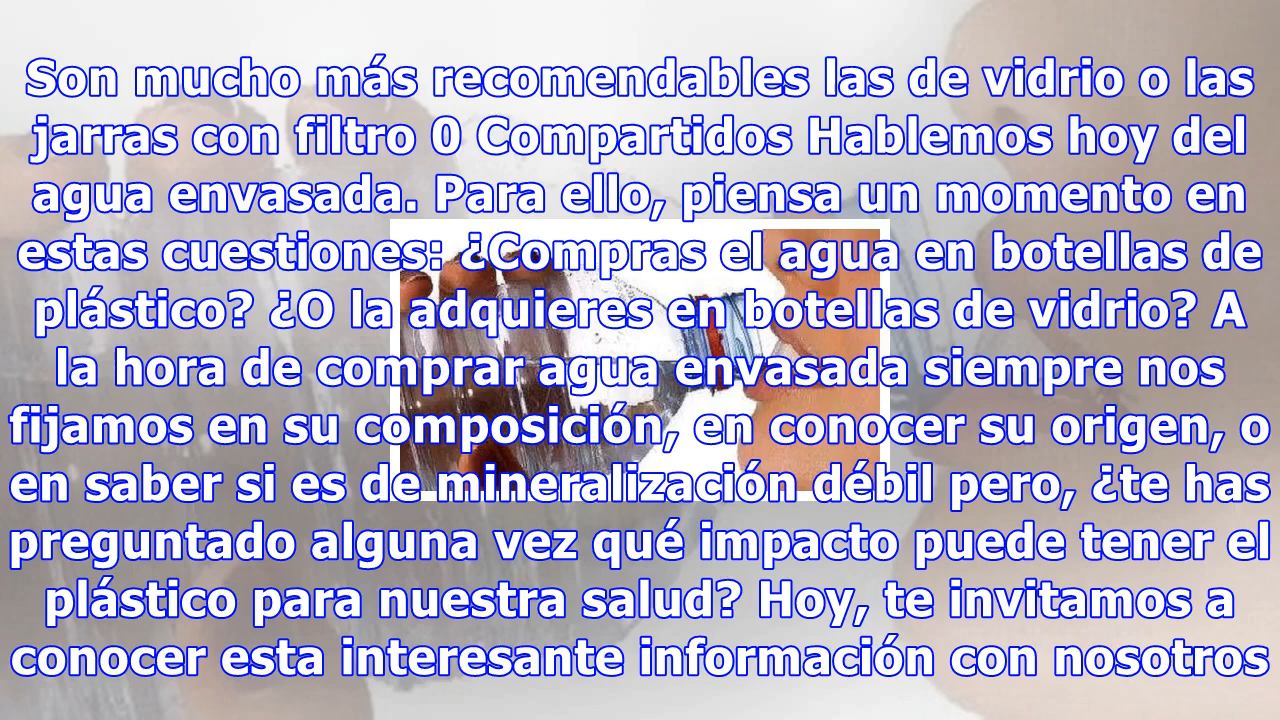 Son mucho más recomendables las de vidrio o las
jarras con filtro 0 Compartidos Hablemos hoy del
agua envasada. Para ello, piensa un momento en
estas cuestiones: ¿Compras el agua en botellas de
plástico? ¿O la adquieres en botellas de vidrio? A
la hora de comprar agua envasada siempre nos
fijamos en su composición, en conocer su origen, o
en saber si es de mineralización débil pero, ¿te has
preguntado alguna vez qué impacto puede tener el
plástico para nuestra salud? Hoy, te invitamos a
conocer esta interesante información con nosotros